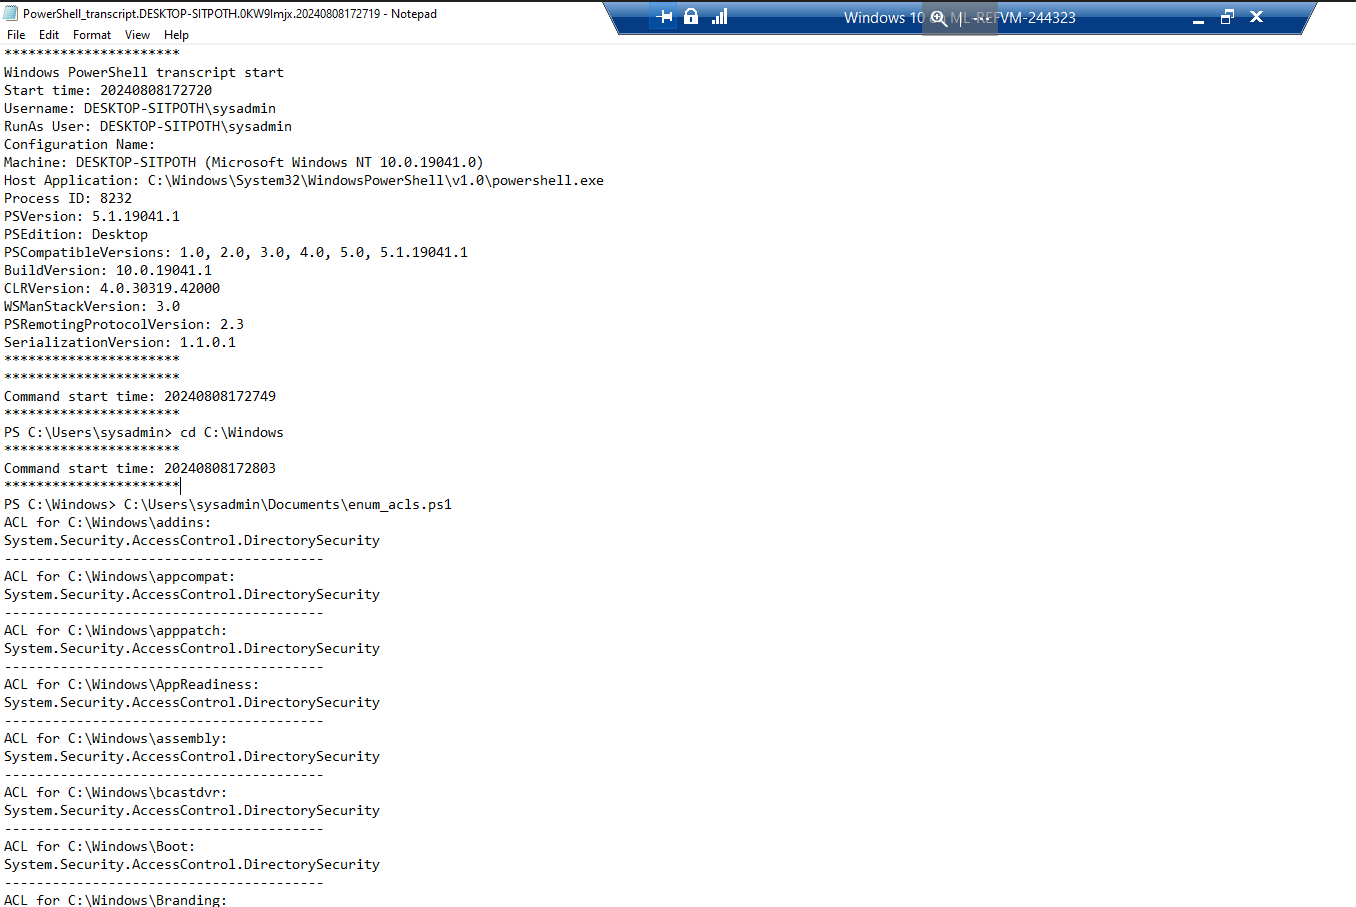 PowerShell_transcript.DESKTOP-SITPOTH.0KW9lmjx.20240808172719 - Notepad
Windows 10 ML-REFVM-244323
File Edit Format View Help
**********************
Windows PowerShell transcript start
Start time: 20240808172720
Username: DESKTOP-SITPOTH\sysadmin
RunAs User: DESKTOP-SITPOTH\sysadmin
Configuration Name:
Machine: DESKTOP-SITPOTH (Microsoft Windows NT 10.0.19041.0)
Host Application: C:\Windows\System32\WindowsPowerShell\v1.0\powershell.exe
Process ID: 8232
PSVersion: 5.1.19041.1
PSEdition: Desktop
PSCompatibleVersions: 1.0, 2.0, 3.0, 4.0, 5.0, 5.1.19041.1
BuildVersion: 10.0.19041.1
CLRVersion: 4.0.30319.42000
WSManStackVersion: 3.0
PSRemotingProtocolVersion: 2.3
SerializationVersion: 1.1.0.1
**********************
**********************
Command start time: 20240808172749
**********************
PS C:\Users\sysadmin> cd C:\Windows
**********************
Command start time: 20240808172803
**********************
PS C:\Windows> C:\Users\sysadmin\Documents\enum_acls.ps1
ACL for C:\Windows\addins:
System.Security.AccessControl.DirectorySecurity
----------------------------------------
ACL for C:\Windows\appcompat:
System.Security.AccessControl.DirectorySecurity
----------------------------------------
ACL for C:\Windows\apppatch:
System.Security.AccessControl.DirectorySecurity
----------------------------------------
ACL for C:\Windows\AppReadiness:
System.Security.AccessControl.DirectorySecurity
----------------------------------------
ACL for C:\Windows\assembly:
System.Security.AccessControl.DirectorySecurity
----------------------------------------
ACL for C:\Windows\bcastdvr:
System.Security.AccessControl.DirectorySecurity
----------------------------------------
ACL for C:\Windows\Boot:
System.Security.AccessControl.DirectorySecurity
----------------------------------------
ACL for C:\Windows\Branding: